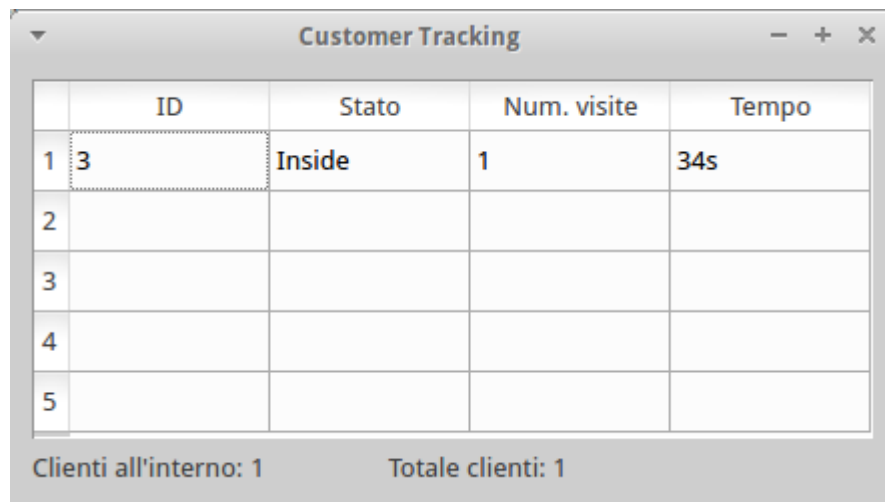 Customer Tracking
ID Stato Num. visite Tempo
1 3 Inside 1 34s
2
3
4
5
Clienti all'interno: 1 Totale clienti: 1